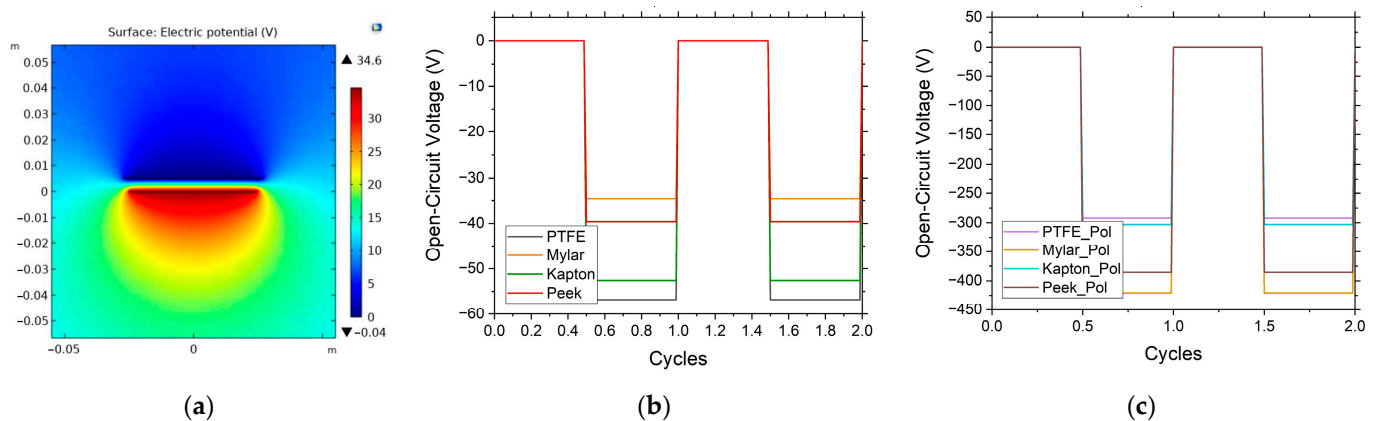 Surface: Electric potential (V)
m
34.6
0.05
0.04
0.03
0.02
0.01
0
−0.01
−0.02
−0.03
−0.04
−0.05
−0.05
0
m
30
25
20
15
10
5
0
−0.04
(a)
0.0 0.2 0.4 0.6 0.8 1.0 1.2 1.4 1.6 1.8 2.0
Open-Circuit Voltage (V)
0
−10
−20
−30
−40
−50
−60
PTFE
Mylar
Kapton
Peek
Cycles
(b)
Open-Circuit Voltage (V)
50
0
−50
−100
−150
−200
−250
−300
−350
−400
−450
PTFE_Pol
Mylar_Pol
Kapton_Pol
Peek_Pol
0.0 0.5 1.0 1.5 2.0
Cycles
(c)